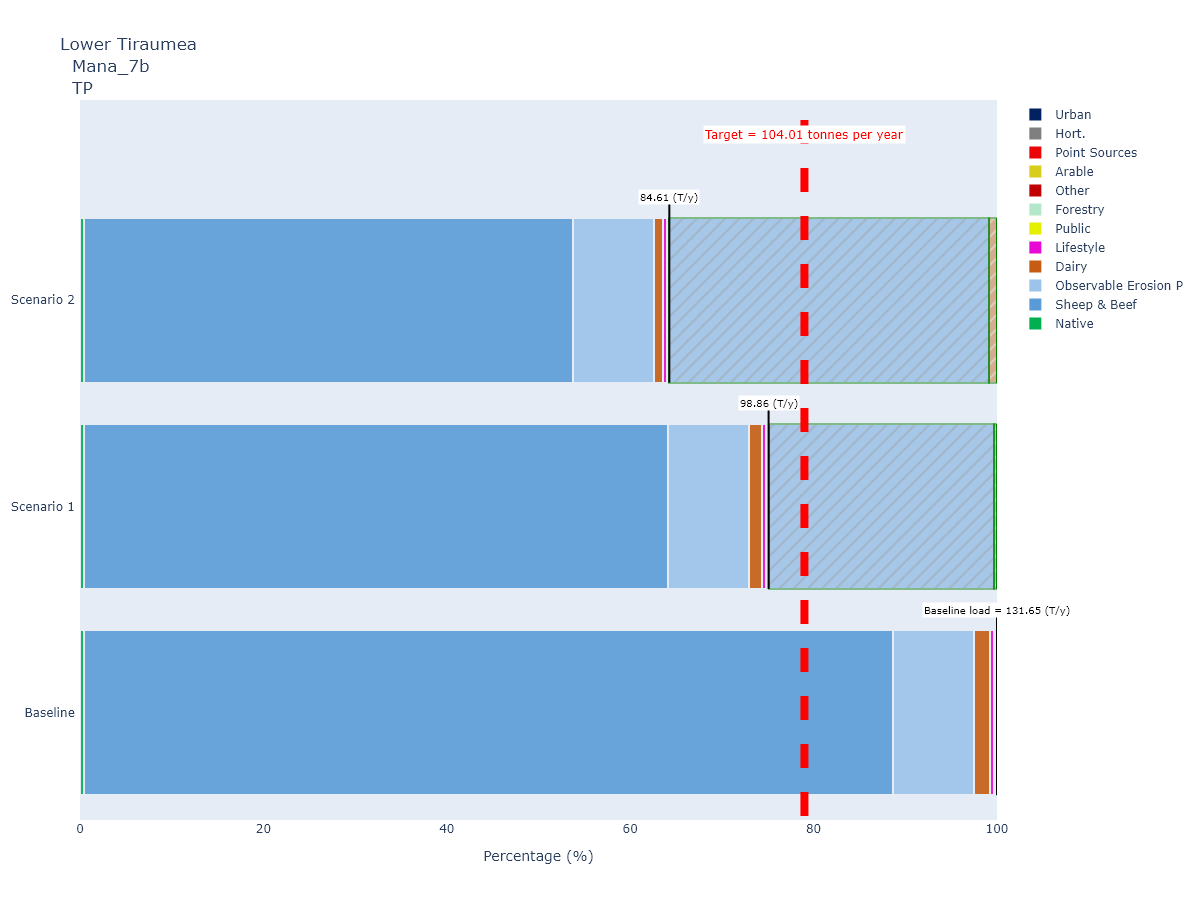 Lower Tiraumea
Mana_7b
TP
Target = 104.01 tonnes per year
84.61 (T/y)
Scenario 2
98.86 (T/y)
Scenario 1
Baseline load = 131.65 (T/y)
Baseline
0 20 40 60 80 100
Percentage (%)
Urban
Hort.
Point Sources
Arable
Other
Forestry
Public
Lifestyle
Dairy
Observable Erosion P
Sheep & Beef
Native